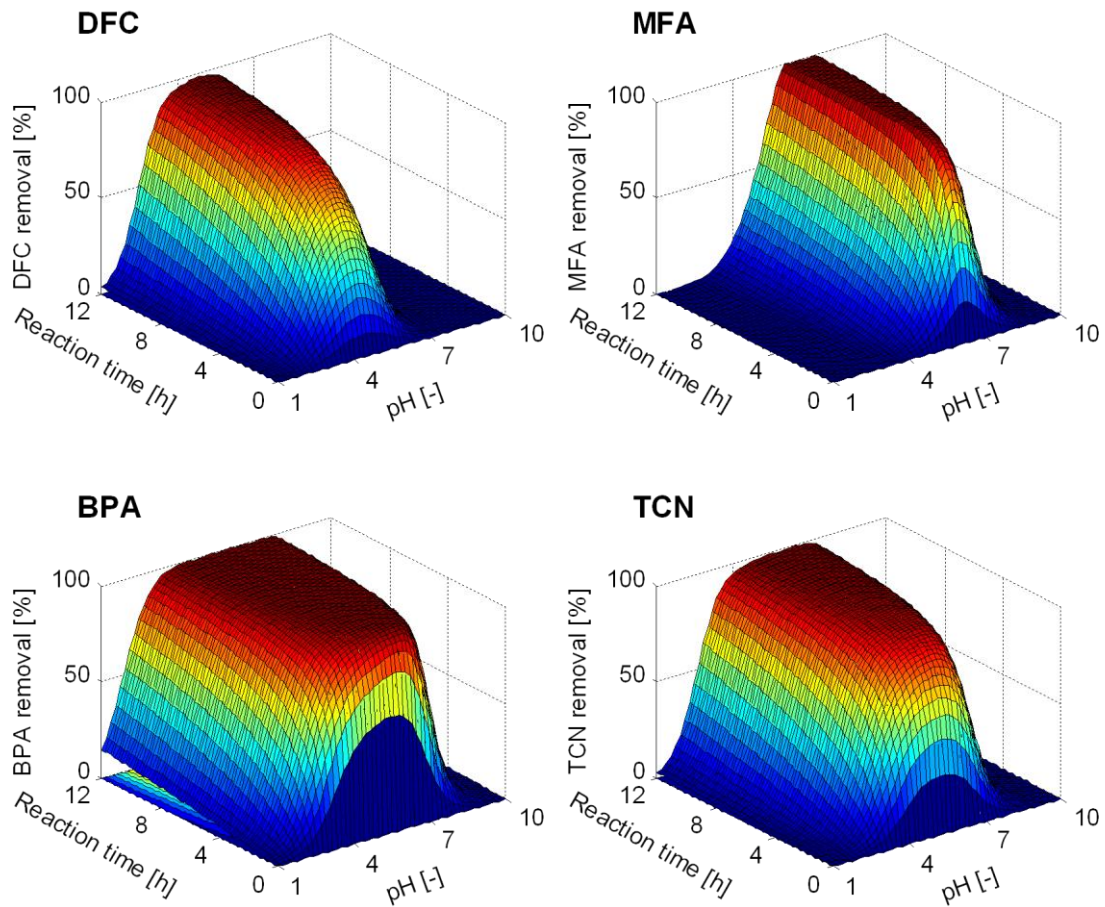 DFC
DFC removal [%]
100
50
0
12
8
4
0
Reaction time [h]
1
4
7
10
pH [-]
MFA
MFA removal [%]
100
50
0
12
8
4
0
Reaction time [h]
1
4
7
10
pH [-]
BPA
BPA removal [%]
100
50
0
12
8
4
0
Reaction time [h]
1
4
7
10
pH [-]
TCN
TCN removal [%]
100
50
0
12
8
4
0
Reaction time [h]
1
4
7
10
pH [-]